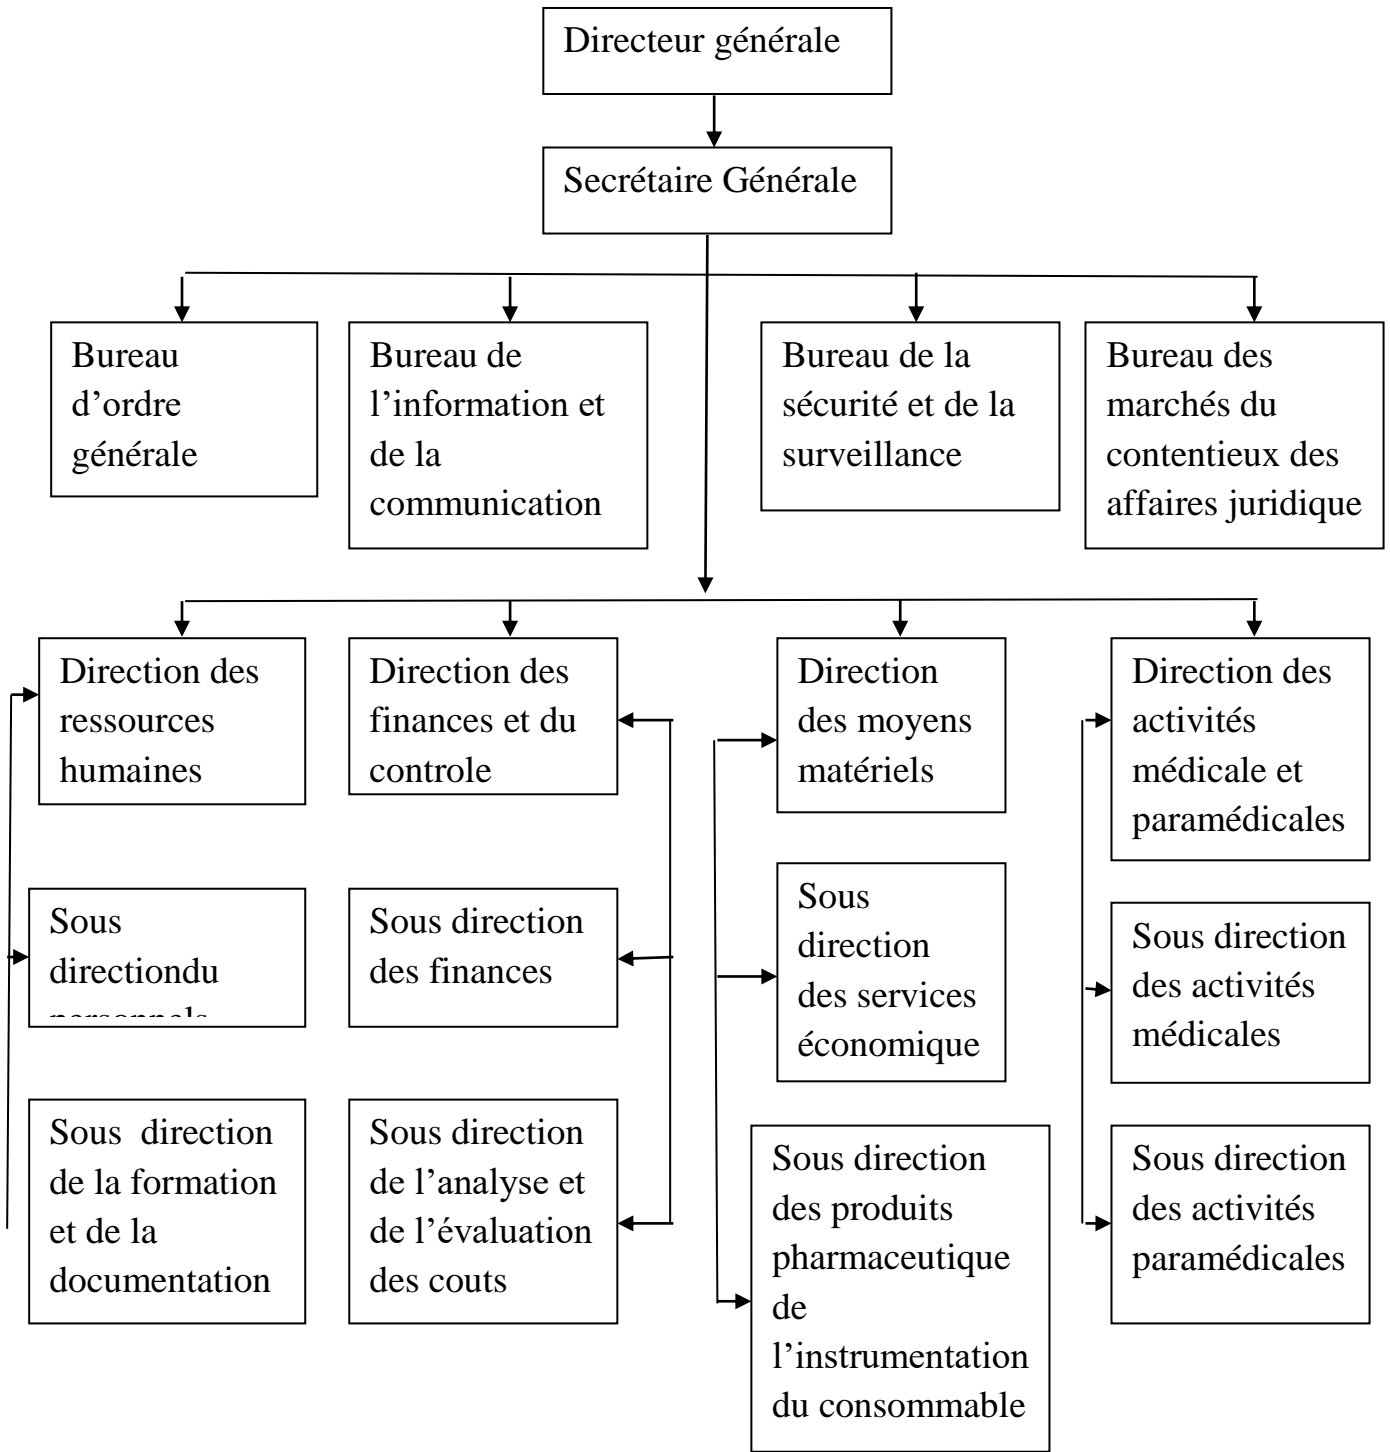 Directeur générale
Secrétaire Générale
Bureau
d’ordre
générale
Bureau de
l’information et
de la
communication
Bureau de la
sécurité et de la
surveillance
Bureau des
marchés du
contentieux des
affaires juridique
Direction des
ressources
humaines
Direction des
finances et du
controle
Direction
des moyens
matériels
Direction des
activités
médicale et
paramédicales
Sous
directiondu
personnels
Sous direction
des finances
Sous
direction
des services
économique
Sous direction
des activités
médicales
Sous  direction
de la formation
et de la
documentation
Sous direction
de l’analyse et
de l’évaluation
des couts
Sous direction
des produits
pharmaceutique
de
l’instrumentation
du consommable
Sous direction
des activités
paramédicales